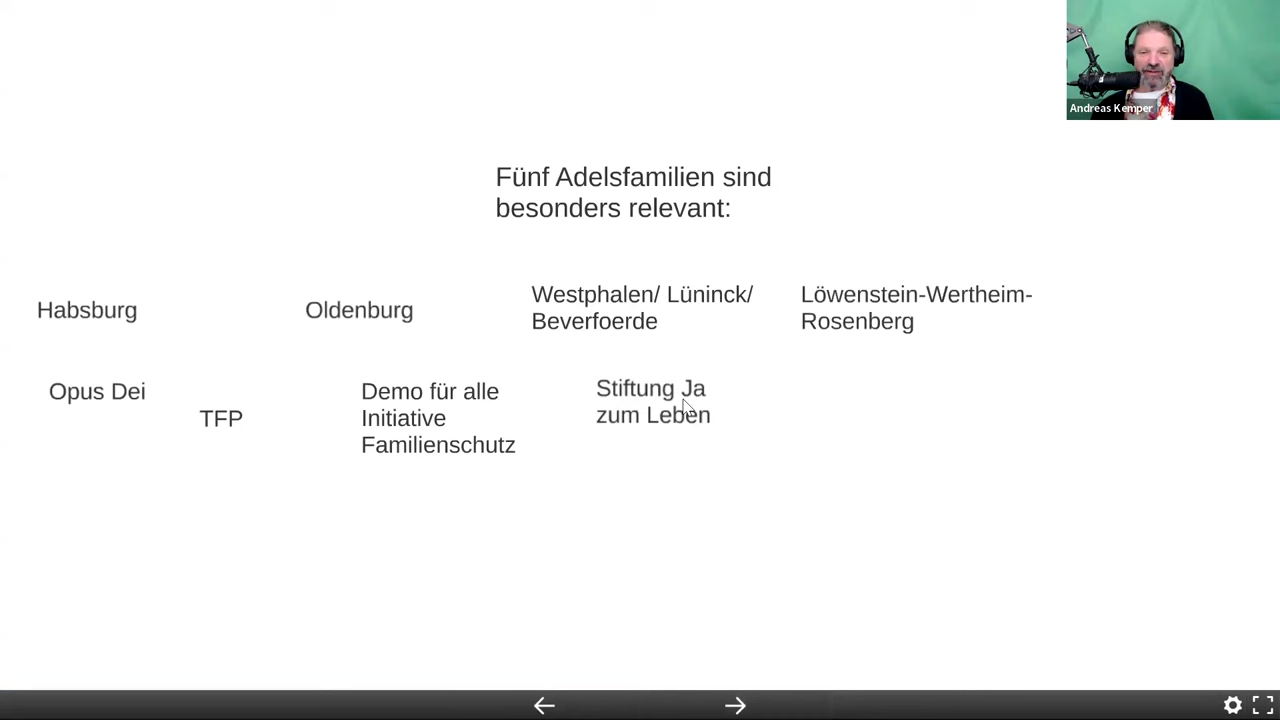 Andreas Kemper
Fünf Adelsfamilien sind
besonders relevant:
Habsburg
Oldenburg
Westphalen/ Lüninck/
Beverfoerde
Löwenstein-Wertheim-
Rosenberg
Opus Dei
TFP
Demo für alle
Initiative
Familienschutz
Stiftung Ja
zum Leben